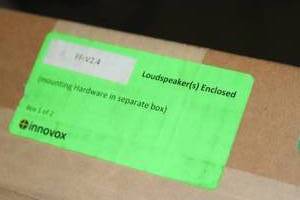 FF-V2.4
Loudspeaker(s) Enclosed
(mounting Hardware in separate box)
Box 1 of 2
innovox